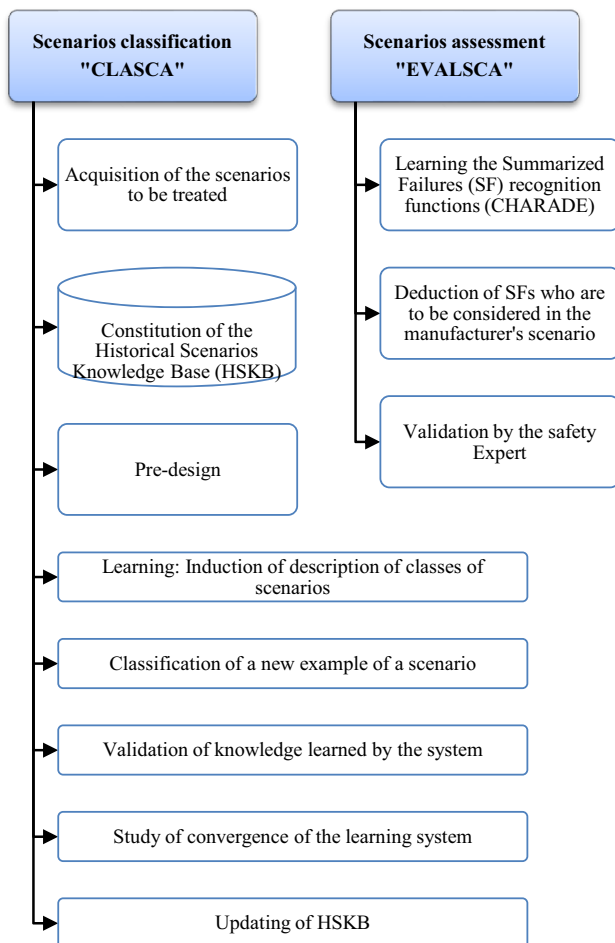 Scenarios classification
"CLASCA"
Acquisition of the scenarios
to be treated
Constitution of the
Historical Scenarios
Knowledge Base (HSKB)
Pre-design
Learning: Induction of description of classes of
scenarios
Classification of a new example of a scenario
Validation of knowledge learned by the system
Study of convergence of the learning system
Updating of HSKB
Scenarios assessment
"EVALSCA"
Learning the Summarized
Failures (SF) recognition
functions (CHARADE)
Deduction of SFs who are
to be considered in the
manufacturer's scenario
Validation by the safety
Expert